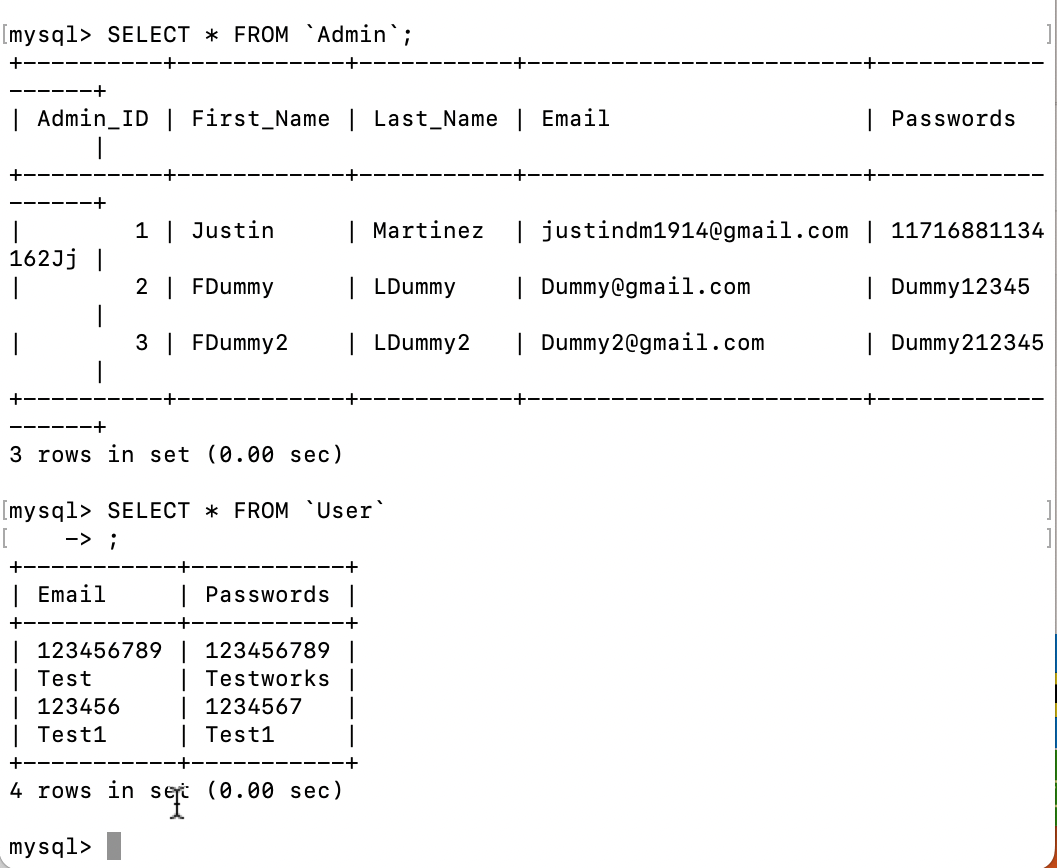 [mysql> SELECT * FROM `Admin`; ]
+----------+------------+-----------+------------------------+------------
------+
| Admin_ID | First_Name | Last_Name | Email                  | Passwords
      |
+----------+------------+-----------+------------------------+------------
------+
|        1 | Justin     | Martinez  | justindm1914@gmail.com | 11716881134
162Jj |
|        2 | FDummy     | LDummy    | Dummy@gmail.com        | Dummy12345
      |
|        3 | FDummy2    | LDummy2   | Dummy2@gmail.com       | Dummy212345
      |
+----------+------------+-----------+------------------------+------------
------+
3 rows in set (0.00 sec)
[mysql> SELECT * FROM `User` ]
[    -> ; ]
+-----------+------------+
| Email     | Passwords  |
+-----------+------------+
| 123456789 | 123456789  |
| Test      | Testworks  |
| 123456    | 1234567    |
| Test1     | Test1      |
+-----------+------------+
4 rows in set (0.00 sec)
mysql>